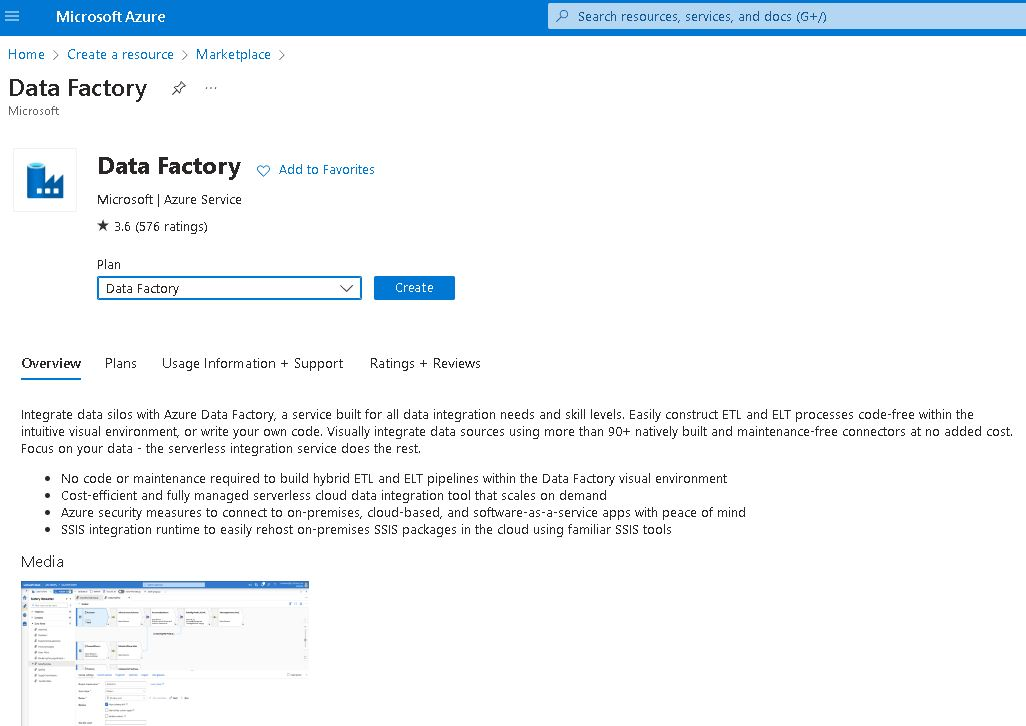 Microsoft Azure
Search resources, services, and docs (G+/)
Home > Create a resource > Marketplace >
Data Factory ...
Microsoft
Data Factory Add to Favorites
Microsoft | Azure Service
★ 3.6 (576 ratings)
Plan
Data Factory Create
Overview Plans Usage Information + Support Ratings + Reviews
Integrate data silos with Azure Data Factory, a service built for all data integration needs and skill levels. Easily construct ETL and ELT processes code-free within the
intuitive visual environment, or write your own code. Visually integrate data sources using more than 90+ natively built and maintenance-free connectors at no added cost.
Focus on your data - the serverless integration service does the rest.
• No code or maintenance required to build hybrid ETL and ELT pipelines within the Data Factory visual environment
• Cost-efficient and fully managed serverless cloud data integration tool that scales on demand
• Azure security measures to connect to on-premises, cloud-based, and software-as-a-service apps with peace of mind
• SSIS integration runtime to easily rehost on-premises SSIS packages in the cloud using familiar SSIS tools
Media